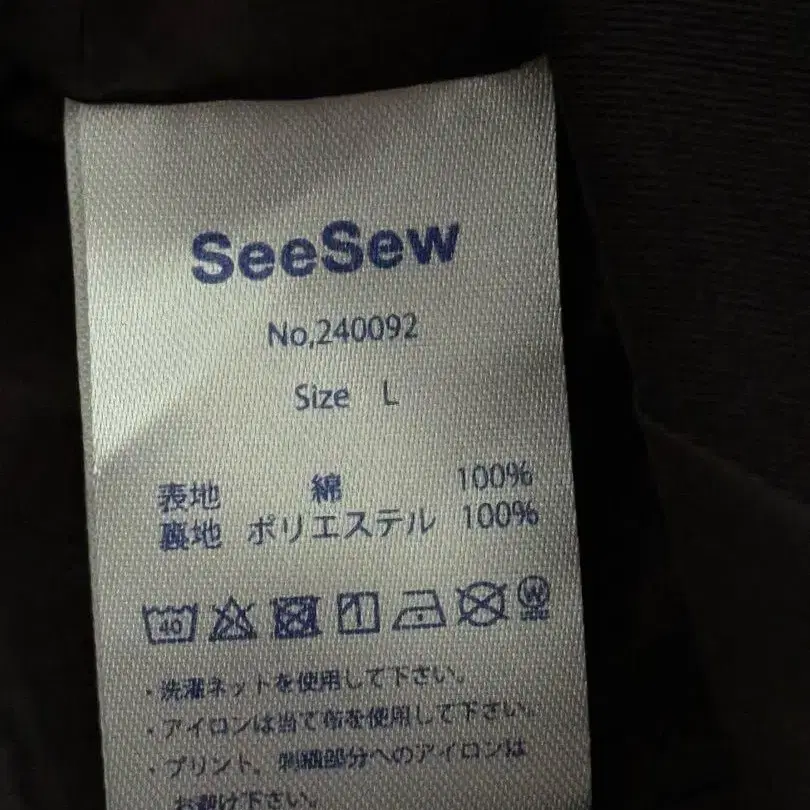 SeeSew
No,240092
Size L
表地 綿 100%
裏地 ポリエステル 100%
40 W
・洗濯ネットを使用して下さい。
・アイロンは当て布を使用して下さい。
・プリント、刺繍部分へのアイロンは
お避け下さい。